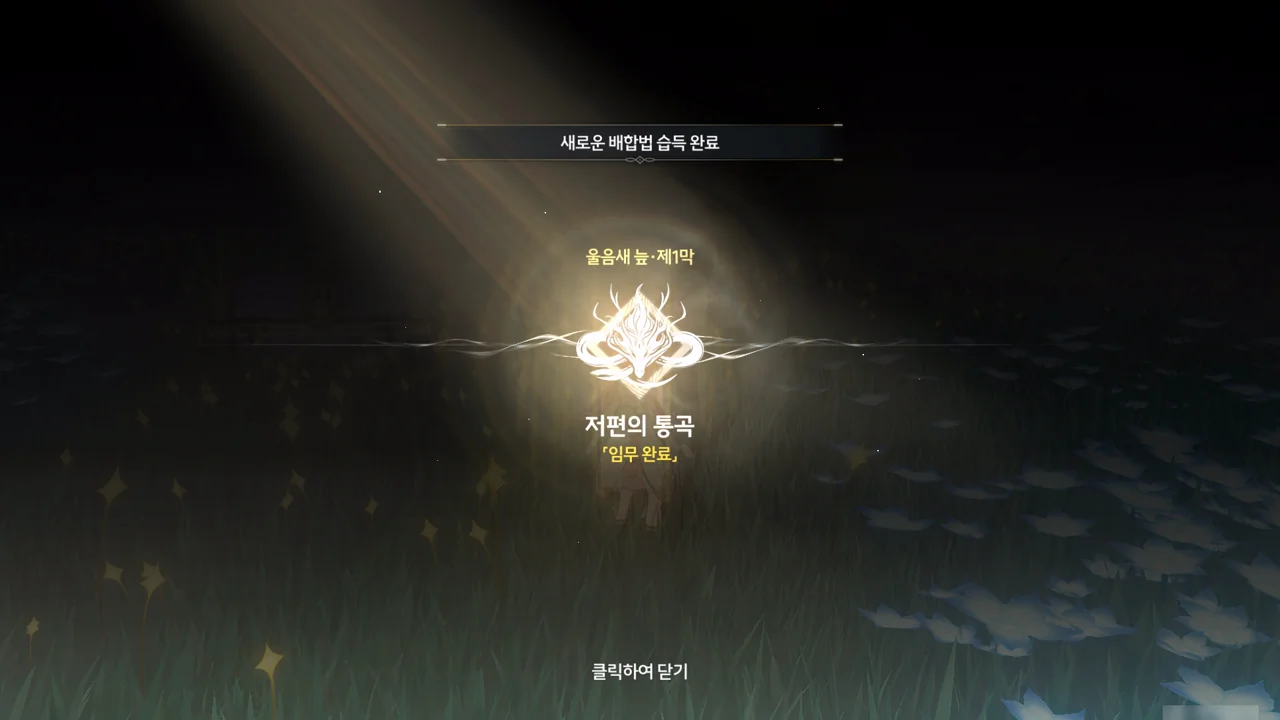 새로운 배합법 습득 완료
울음새 늪·제1막
저편의 통곡
「임무 완료」
클릭하여 닫기